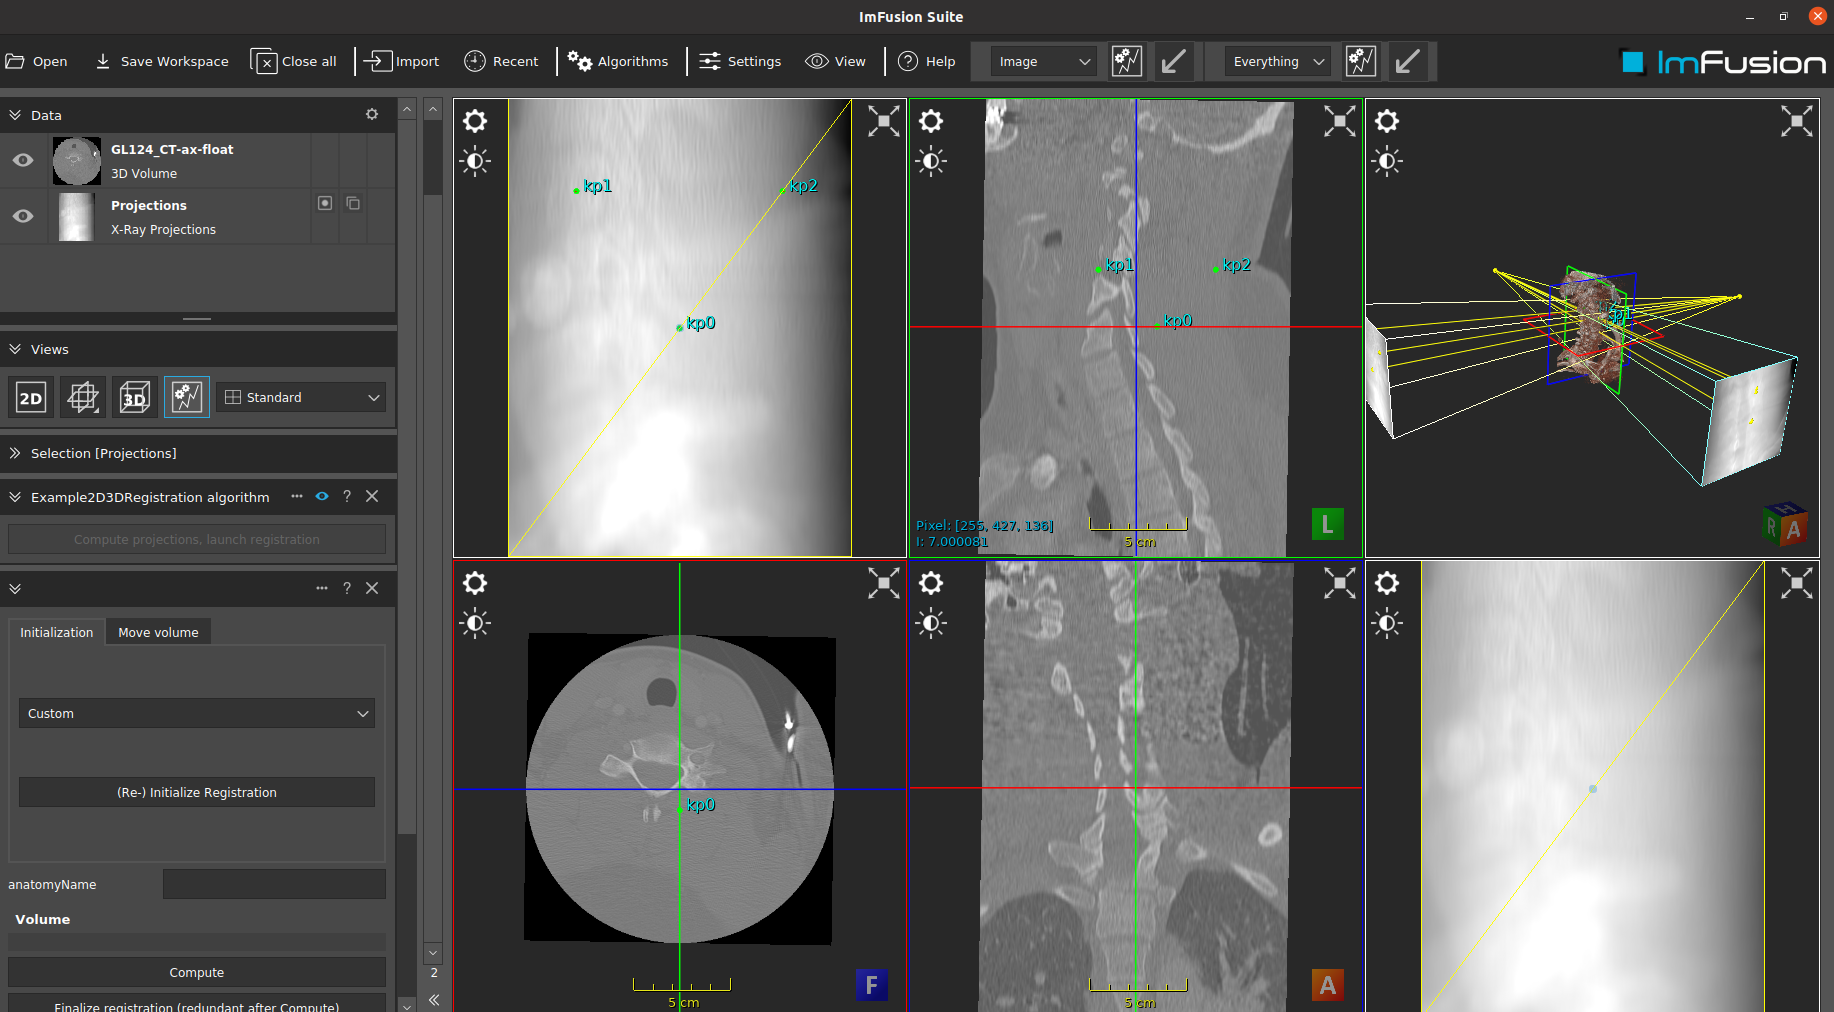 ImFusion Suite
Open
Save Workspace
Close all
Import
Recent
Algorithms
Settings
View
Help
Image
Everything
ImFusion
Data
GL124_CT-ax-float
3D Volume
Projections
X-Ray Projections
Views
2D
3D
Standard
Selection [Projections]
Example2D3DRegistration algorithm
?
Compute projections, launch registration
?
Initialization
Move volume
Custom
(Re-) Initialize Registration
anatomyName
Volume
Compute
Finalize registration (redundant after Compute)
2
kp1
kp2
kp0
kp1
kp2
kp0
Pixel: [255, 427, 136]
I: 7.000081
5 cm
L
kp1
H
R
A
kp0
5 cm
F
5 cm
A